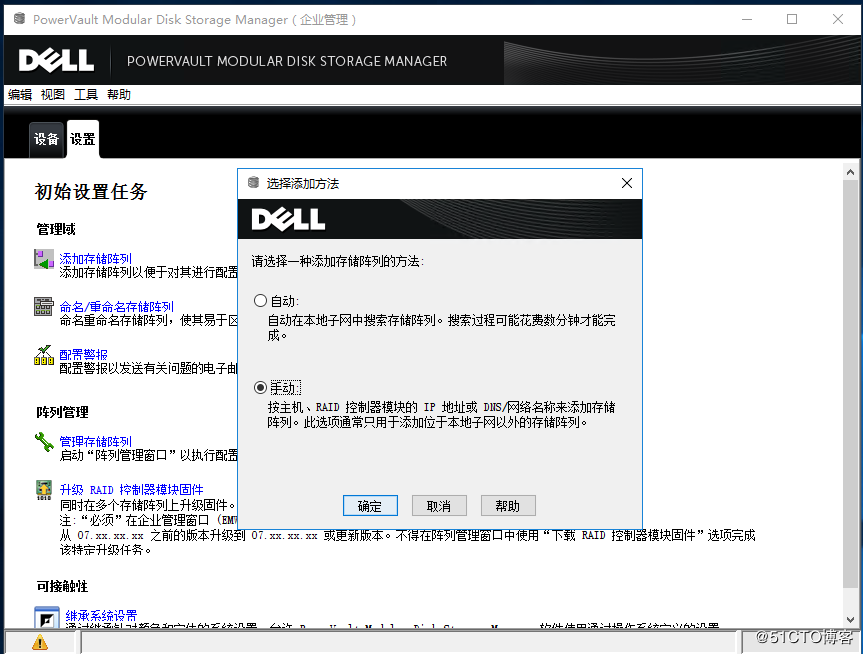 PowerVault Modular Disk Storage Manager ( 企业管理 )
DELL
POWERVAULT MODULAR DISK STORAGE MANAGER
编辑 视图 工具 帮助
设备 设置
初始设置任务
管理域
添加存储阵列
添加存储阵列以便于对其进行配置
命名/重命名存储阵列
命名重命名存储阵列，使其易于区
配置警报
配置警报以发送有关问题的电子邮
阵列管理
管理存储阵列
启动“阵列管理窗口”以执行配置
升级 RAID 控制器模块固件
同时在多个存储阵列上升级固件。
注:“必须”在企业管理窗口 (EMW
从 07.xx.xx.xx 之前的版本升级到 07.xx.xx.xx 或更新版本。不得在阵列管理窗口中使用“下载 RAID 控制器模块固件”选项完成
该特定升级任务。
可接触性
继承系统设置
选择添加方法
DELL
请选择一种添加存储阵列的方法:
自动:
自动在本地子网中搜索存储阵列。搜索过程可能花费数分钟才能完
成。
手动:
按主机、RAID 控制器模块的 IP 地址或 DNS/网络名称来添加存储
阵列。此选项通常只用于添加位于本地子网以外的存储阵列。
确定 取消 帮助
@51CTO博客